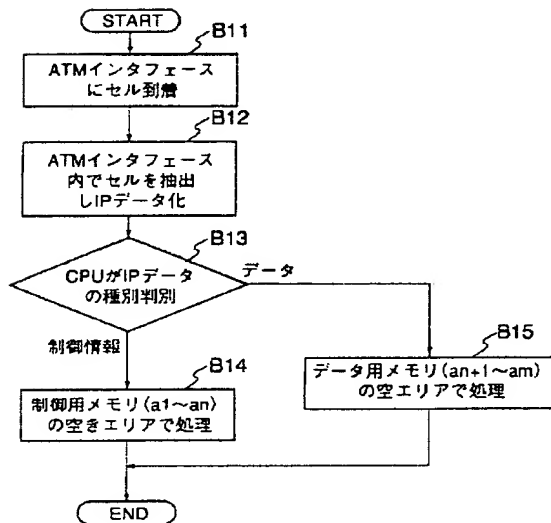 START
B11
ATMインタフェース
にセル到着
B12
ATMインタフェース
内でセルを抽出
しIPデータ化
B13
CPUがIPデータ
の種別判別
データ
制御情報
B14
制御用メモリ(a1～an)
の空きエリアで処理
B15
データ用メモリ(an+1～am)
の空エリアで処理
END